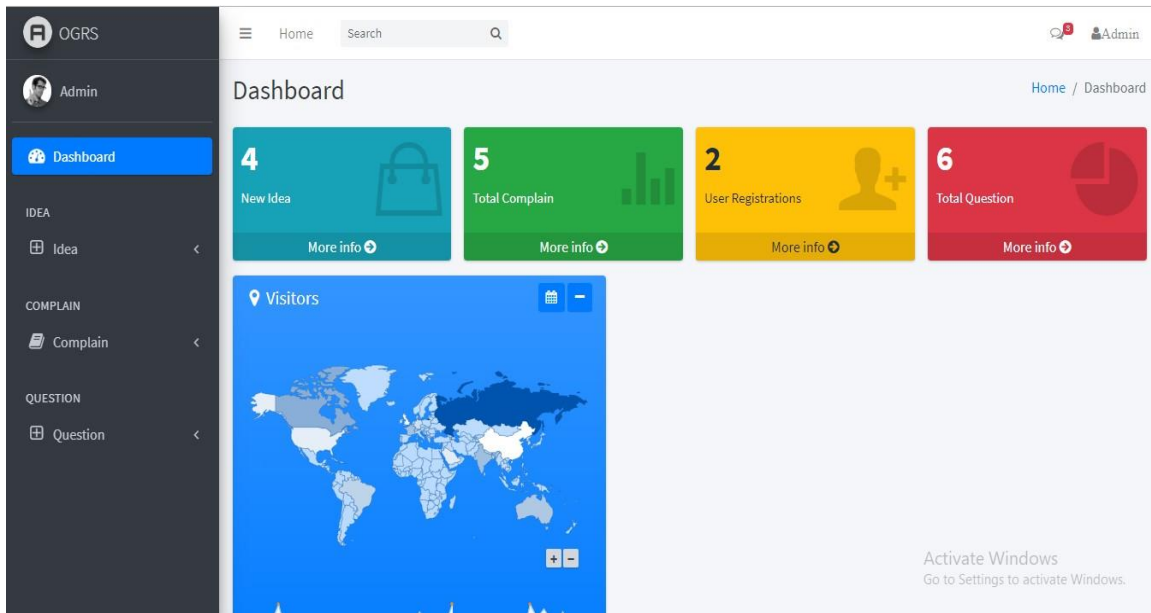 OGRS
Home
Search
3
Admin
Admin
Dashboard
Home / Dashboard
Dashboard
IDEA
Idea
COMPLAIN
Complain
QUESTION
Question
4
New Idea
More info
5
Total Complain
More info
2
User Registrations
More info
6
Total Question
More info
Visitors
+ −
Activate Windows
Go to Settings to activate Windows.